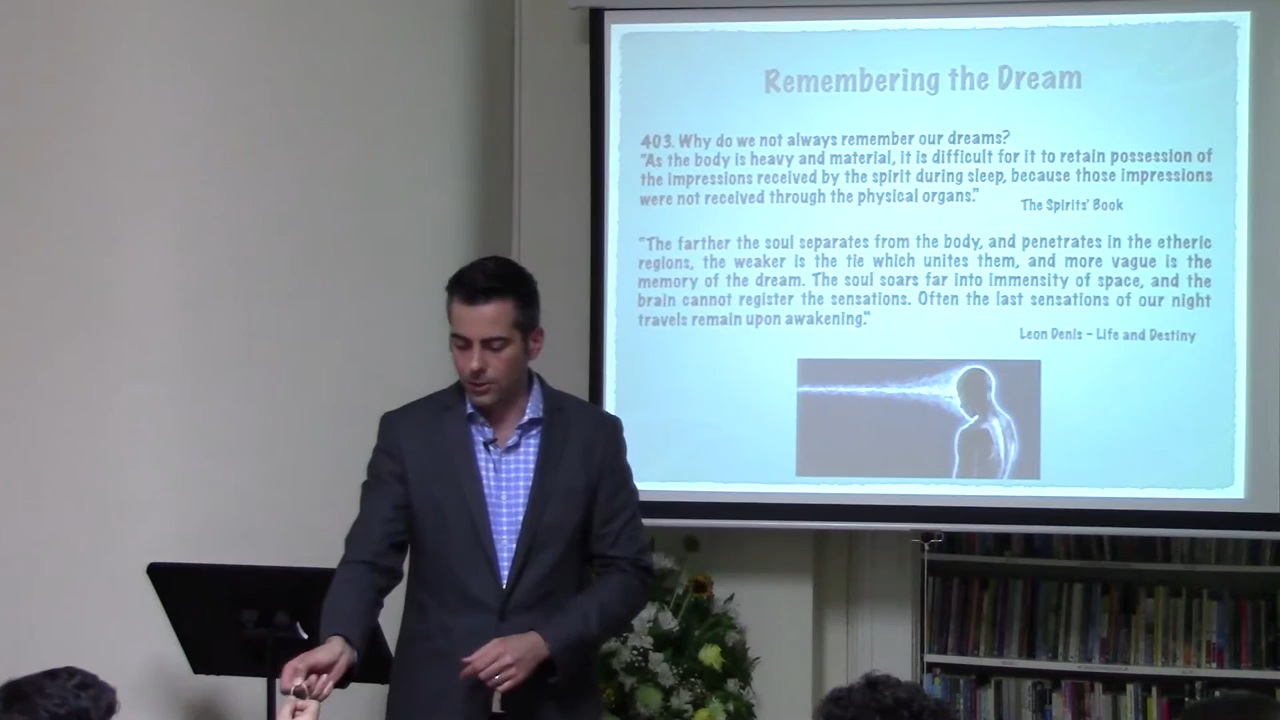 Remembering the Dream
403. Why do we not always remember our dreams?
"As the body is heavy and material, it is difficult for it to retain possession of
the impressions received by the spirit during sleep, because those impressions
were not received through the physical organs."
The Spirits' Book
"The farther the soul separates from the body, and penetrates in the etheric
regions, the weaker is the tie which unites them, and more vague is the
memory of the dream. The soul soars far into immensity of space, and the
brain cannot register the sensations. Often the last sensations of our night
travels remain upon awakening."
Leon Denis - Life and Destiny